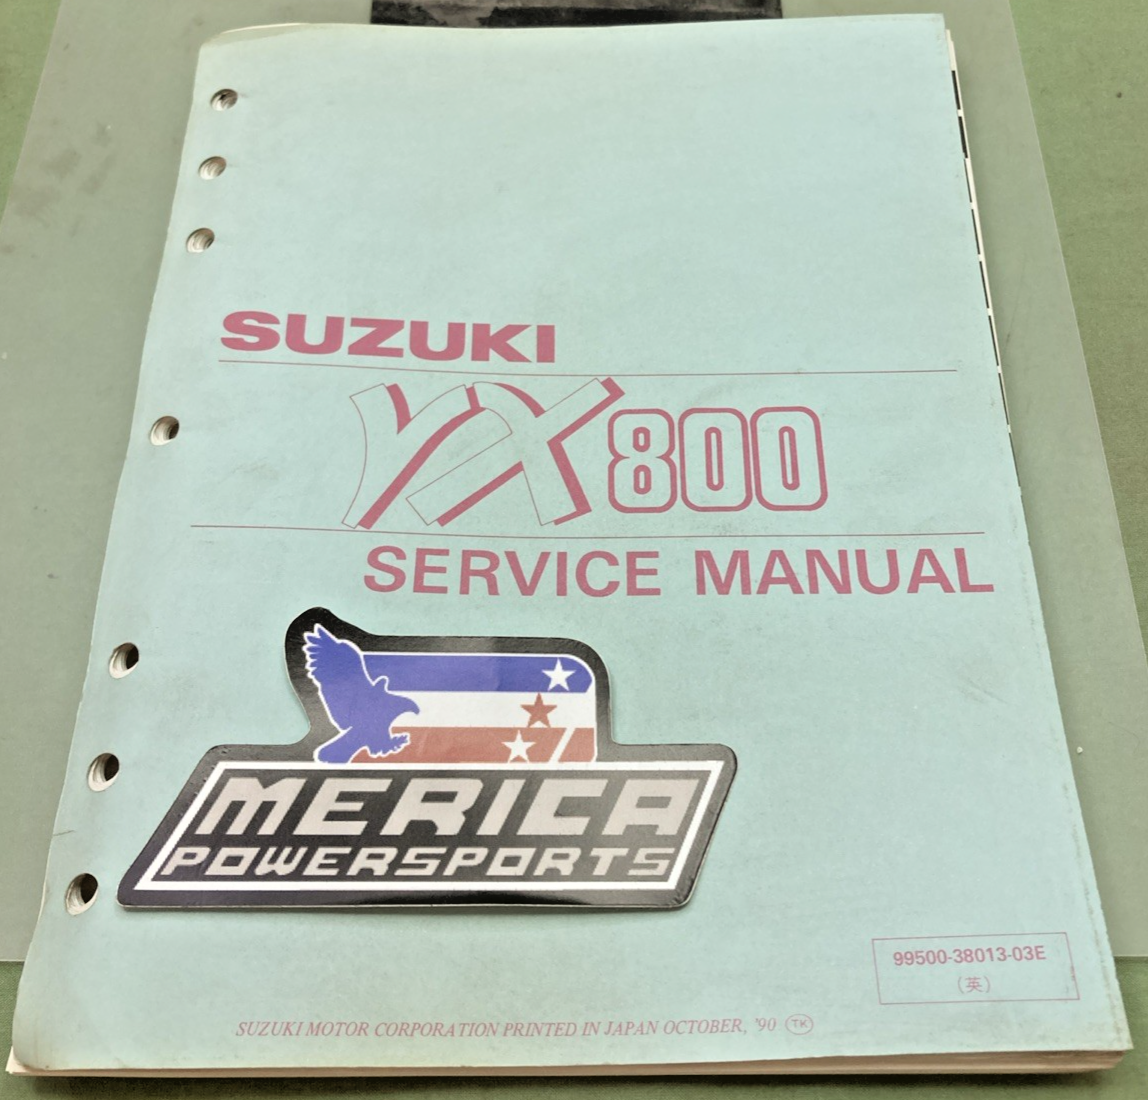 SUZUKI
VX800
SERVICE MANUAL
MERICA
POWERSPORTS
99500-38013-03E
(英)
SUZUKI MOTOR CORPORATION PRINTED IN JAPAN OCTOBER, '90 TK